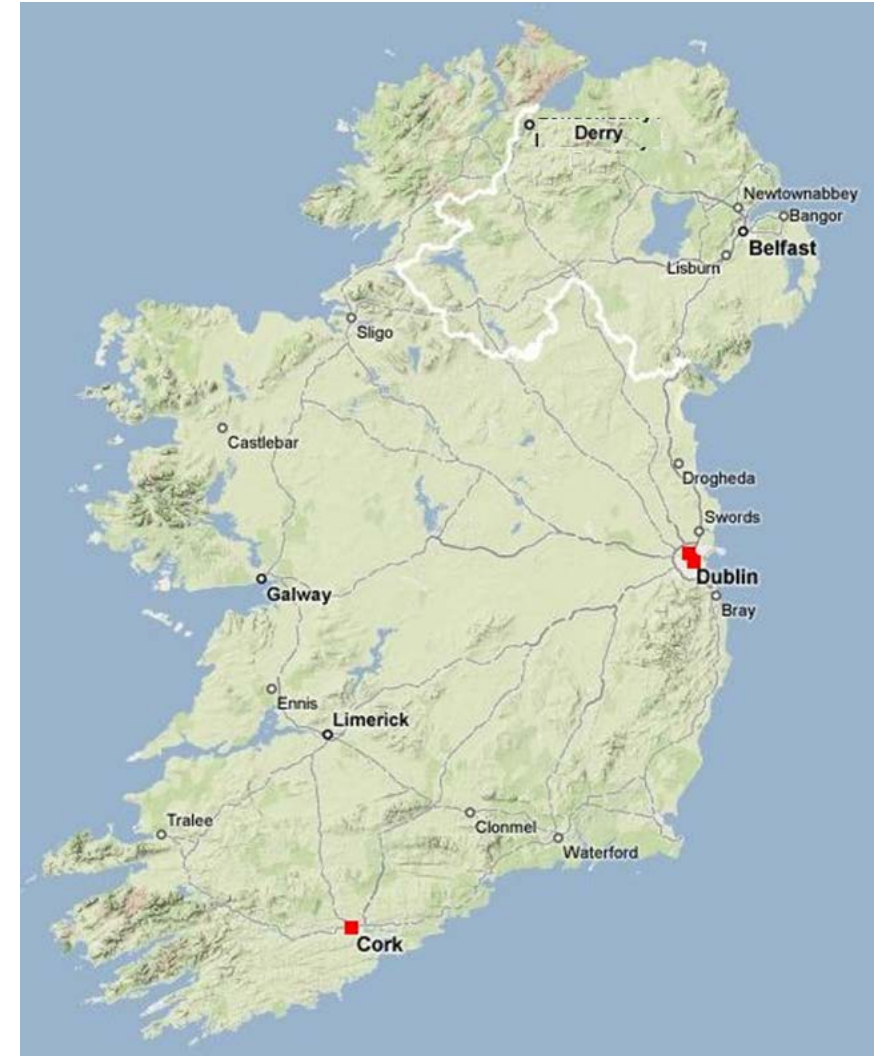 Derry
Newtownabbey
Bangor
Belfast
Lisburn
Sligo
Castlebar
Drogheda
Swords
Dublin
Galway
Bray
Ennis
Limerick
Tralee
Clonmel
Waterford
Cork